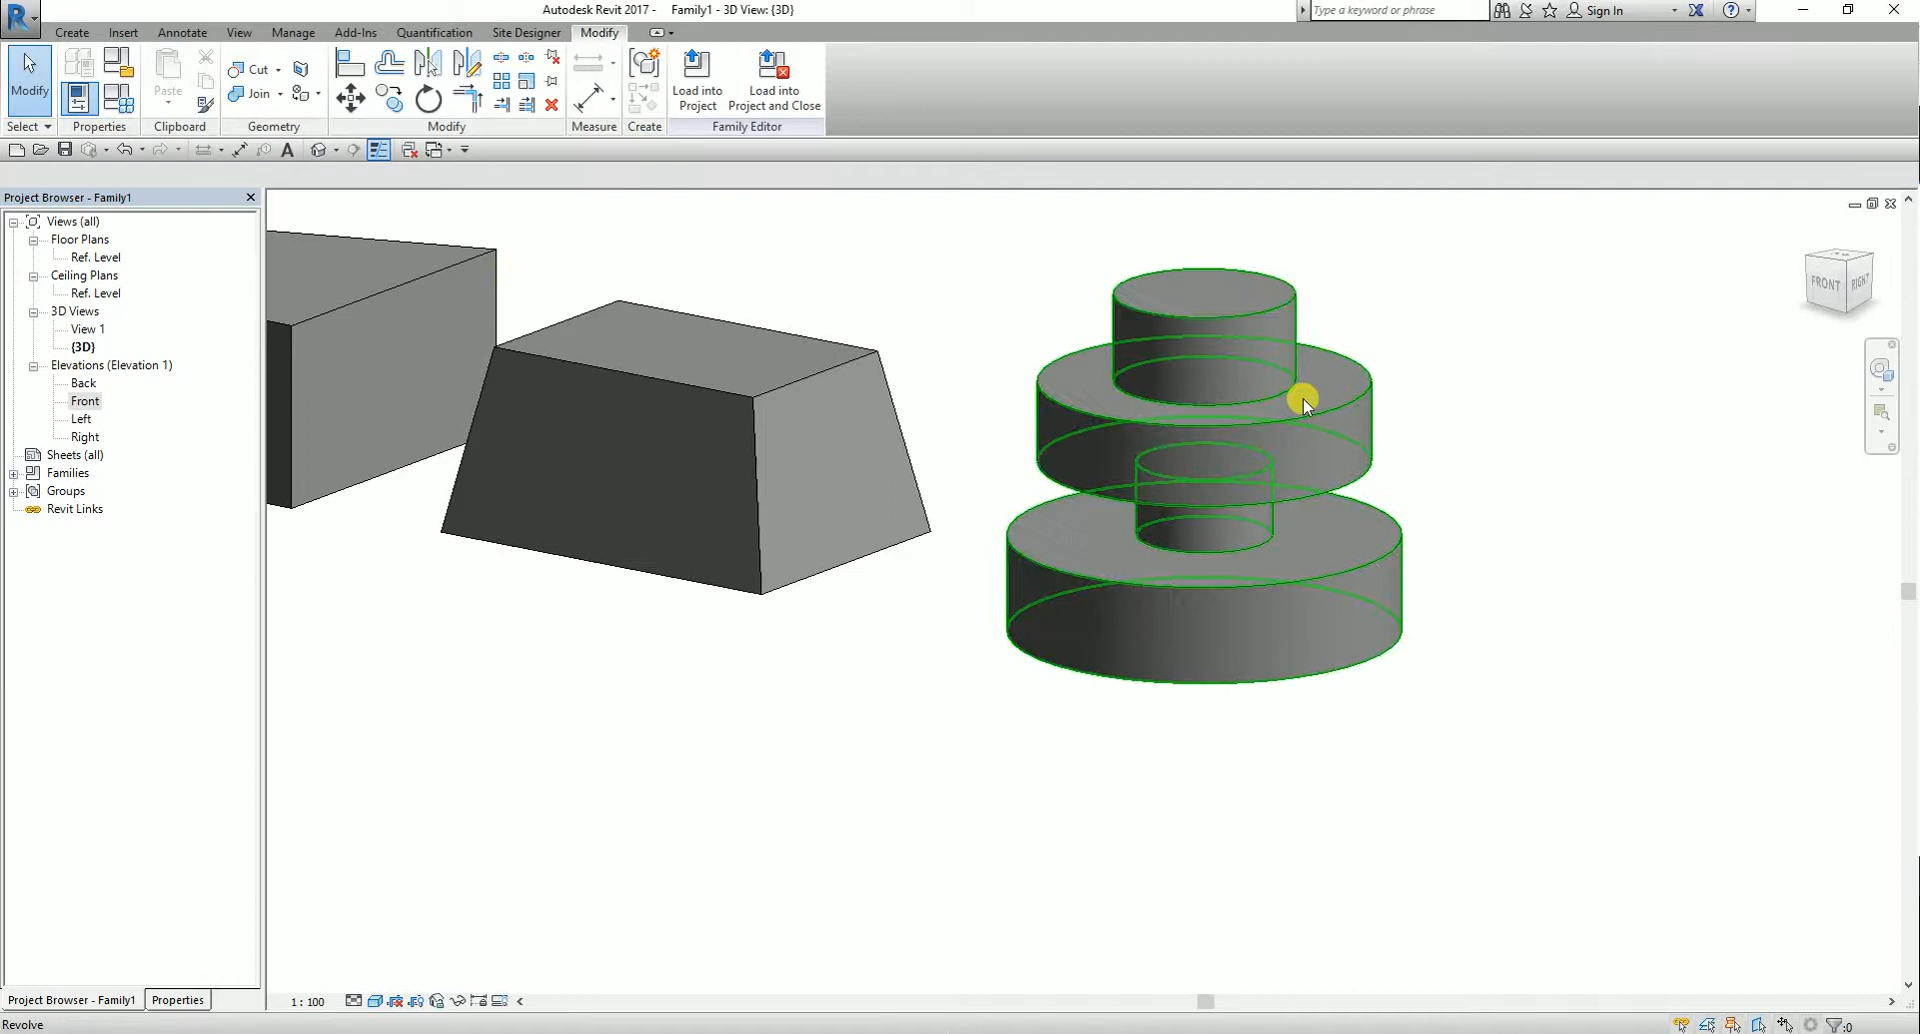 Autodesk Revit 2017 - Family1 - 3D View: {3D}
Type a keyword or phrase
Sign In
Create Insert Annotate View Manage Add-Ins Quantification Site Designer Modify
Modify
Paste
Cut
Join
Load into Project
Load into Project and Close
Select Properties Clipboard Geometry Modify Measure Create Family Editor
Project Browser - Family1
Views (all)
Floor Plans
Ref. Level
Ceiling Plans
Ref. Level
3D Views
View 1
{3D}
Elevations (Elevation 1)
Back
Front
Left
Right
Sheets (all)
Families
Groups
Revit Links
FRONT RIGHT
Project Browser - Family1 Properties
1 : 100
Revolve
:0